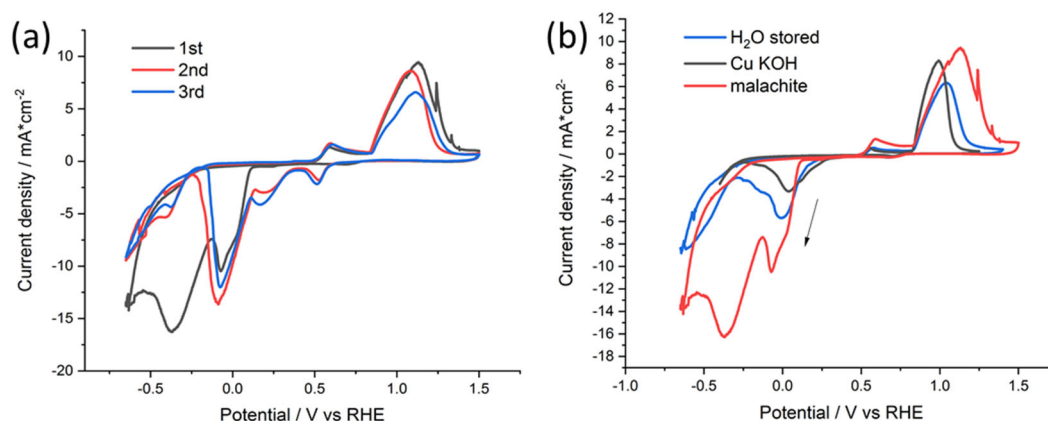 (a)
1st
2nd
3rd
10
5
0
-5
-10
-15
-20
-0.5
0.0
0.5
1.0
1.5
Current density / mA*cm⁻²
Potential / V vs RHE
(b)
H₂O stored
Cu KOH
malachite
10
8
6
4
2
0
-2
-4
-6
-8
-10
-12
-14
-16
-18
-1.0
-0.5
0.0
0.5
1.0
1.5
Current density / mA*cm²⁻
Potential / V vs RHE